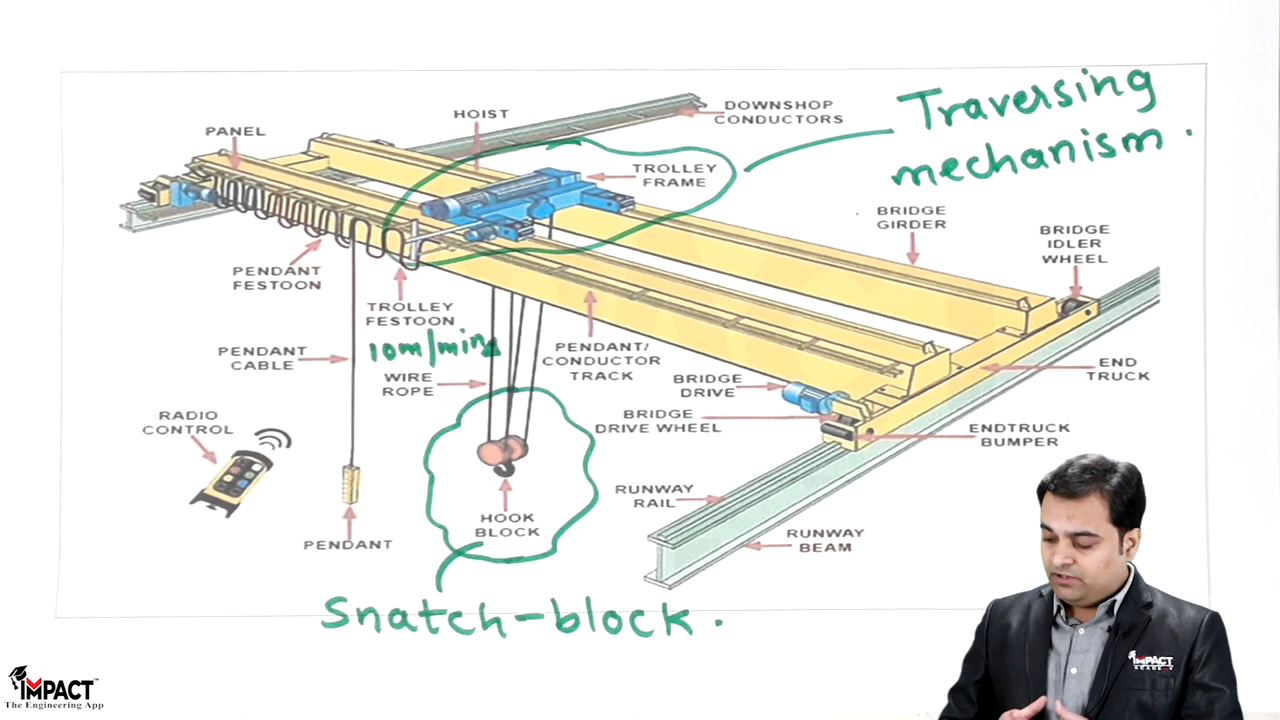 PANEL
HOIST
DOWNSHOP
CONDUCTORS
Traversing
mechanism.
TROLLEY
FRAME
BRIDGE
GIRDER
BRIDGE
IDLER
WHEEL
PENDANT
FESTOON
TROLLEY
FESTOON
10m/min
PENDANT
CABLE
WIRE
ROPE
PENDANT/
CONDUCTOR
TRACK
BRIDGE
DRIVE
END
TRUCK
RADIO
CONTROL
BRIDGE
DRIVE WHEEL
ENDTRUCK
BUMPER
RUNWAY
RAIL
HOOK
BLOCK
PENDANT
RUNWAY
BEAM
Snatch-block.
IMPACT
The Engineering App
IMPACT
ACADEMY